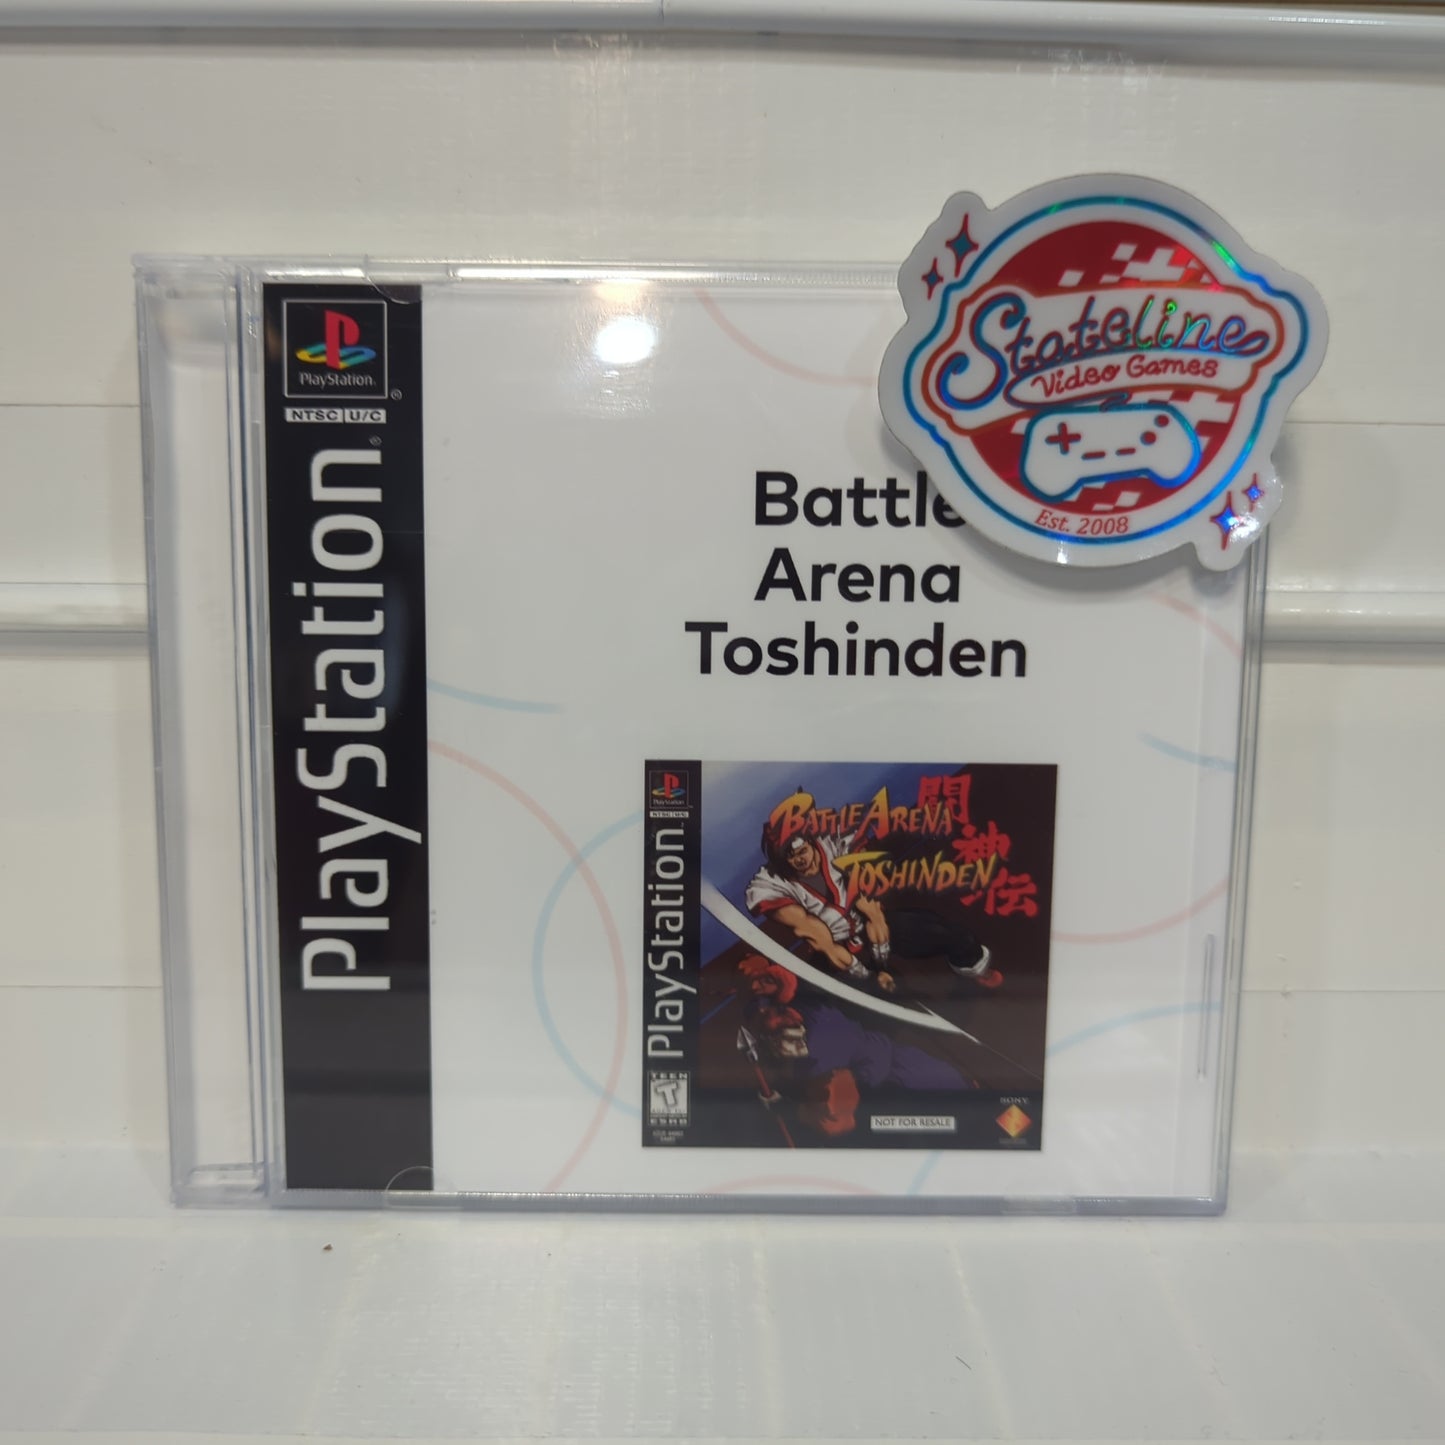 PlayStation
®
NTSC U/C
PlayStation®
Stateline
Video Games
Est. 2008
Battle
Arena
Toshinden
PlayStation
NTSC U/C
PlayStation
BATTLE ARENA
TOSHINDEN
闘
神
伝
TEEN
T
ESRB
NOT FOR RESALE
SONY